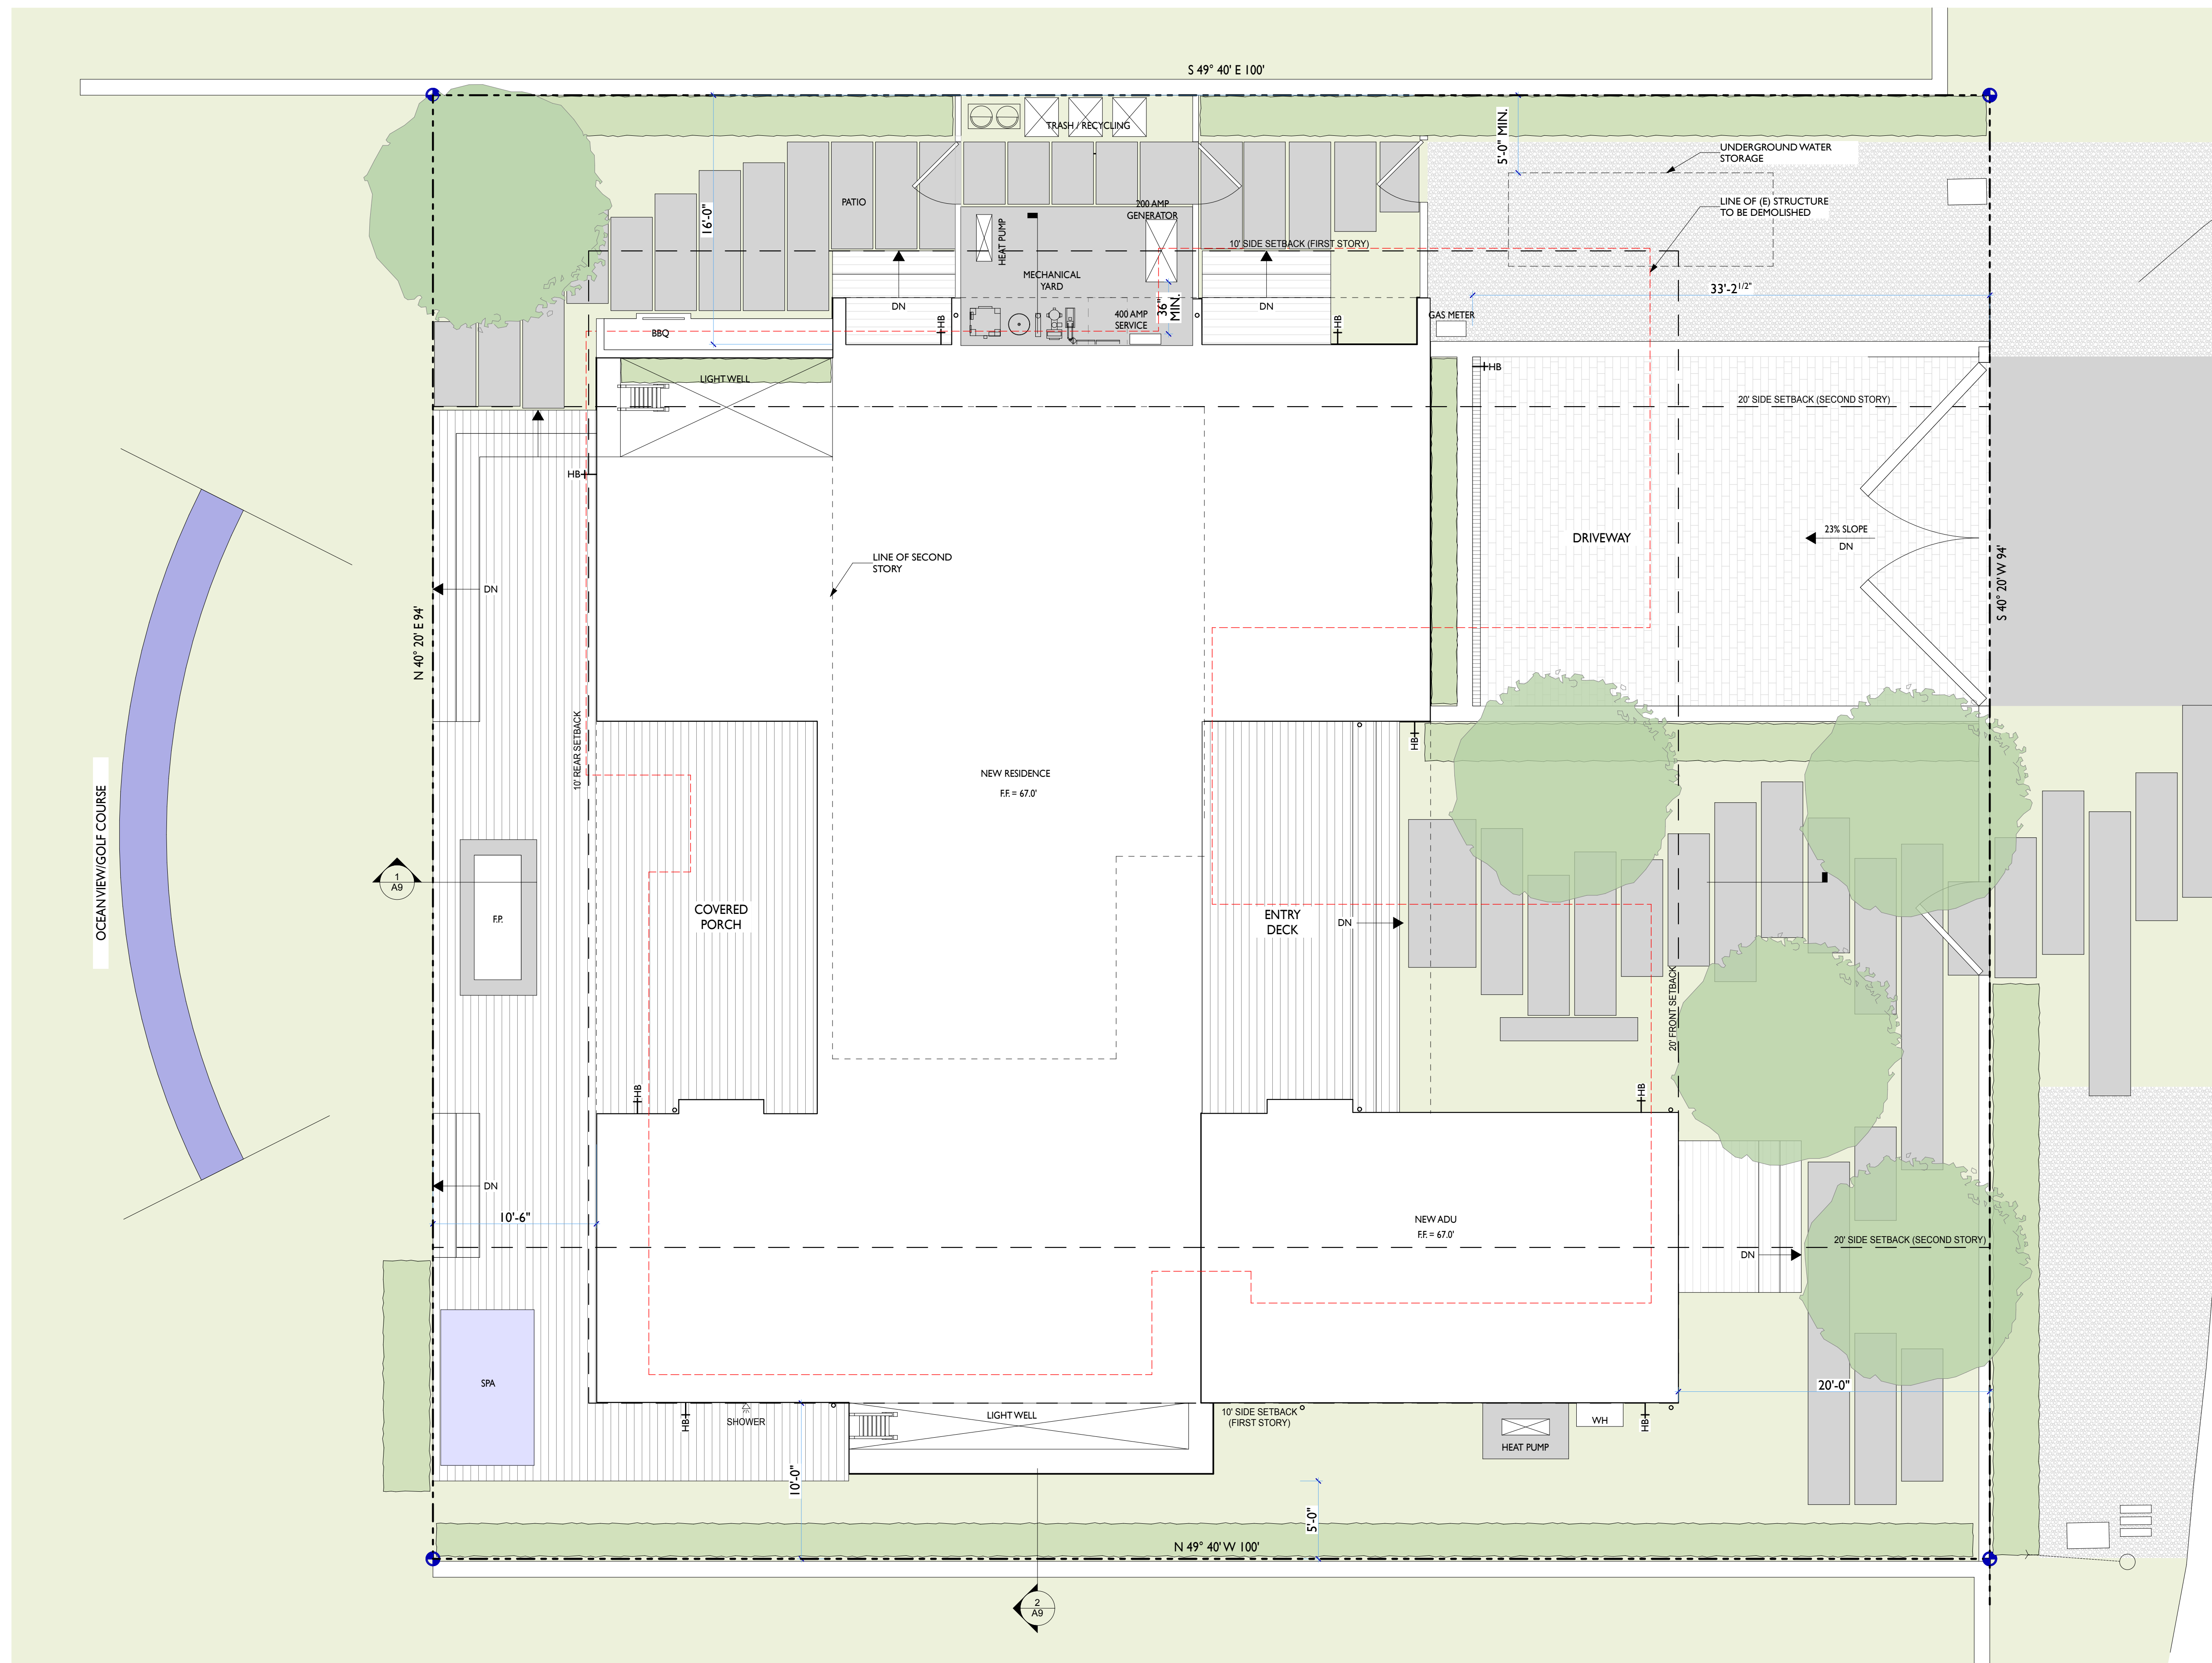 S 49° 40' E 100'
TRASH / RECYCLING
5'-0" MIN.
UNDERGROUND WATER
STORAGE
PATIO
16'-0"
200 AMP
GENERATOR
LINE OF (E) STRUCTURE
TO BE DEMOLISHED
HEAT PUMP
10' SIDE SETBACK (FIRST STORY)
MECHANICAL
YARD
33'-2 1/2"
DN
DN
36"
MIN.
400 AMP
SERVICE
GAS METER
HB
HB
BBQ
LIGHT WELL
HB
20' SIDE SETBACK (SECOND STORY)
HB
23% SLOPE
DN
DRIVEWAY
LINE OF SECOND
STORY
DN
N 40° 20' E 94'
S 40° 20' W 94'
10' REAR SETBACK
HB
NEW RESIDENCE
F.F. = 67.0'
OCEAN VIEW/GOLF COURSE
1
A9
F.P.
COVERED
PORCH
ENTRY
DECK
DN
20' FRONT SETBACK
HB
HB
DN
10'-6"
NEW ADU
F.F. = 67.0'
20' SIDE SETBACK (SECOND STORY)
DN
SPA
20'-0"
SHOWER
HB
LIGHT WELL
10' SIDE SETBACK
(FIRST STORY)
WH
HB
HEAT PUMP
10'-0"
5'-0"
N 49° 40' W 100'
2
A9